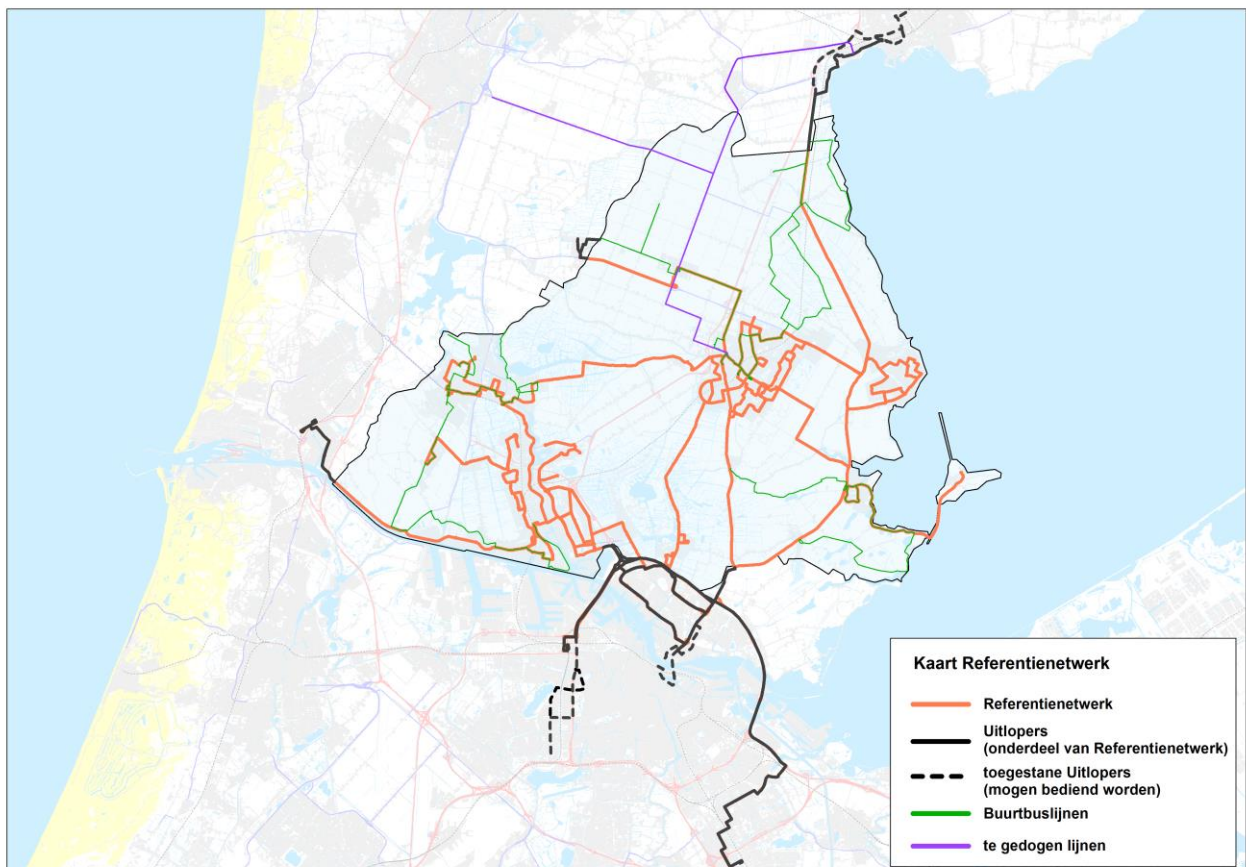 Kaart Referentienetwerk
Referentienetwerk
Uitlopers
(onderdeel van Referentienetwerk)
toegestane Uitlopers
(mogen bediend worden)
Buurtbuslijnen
te gedogen lijnen